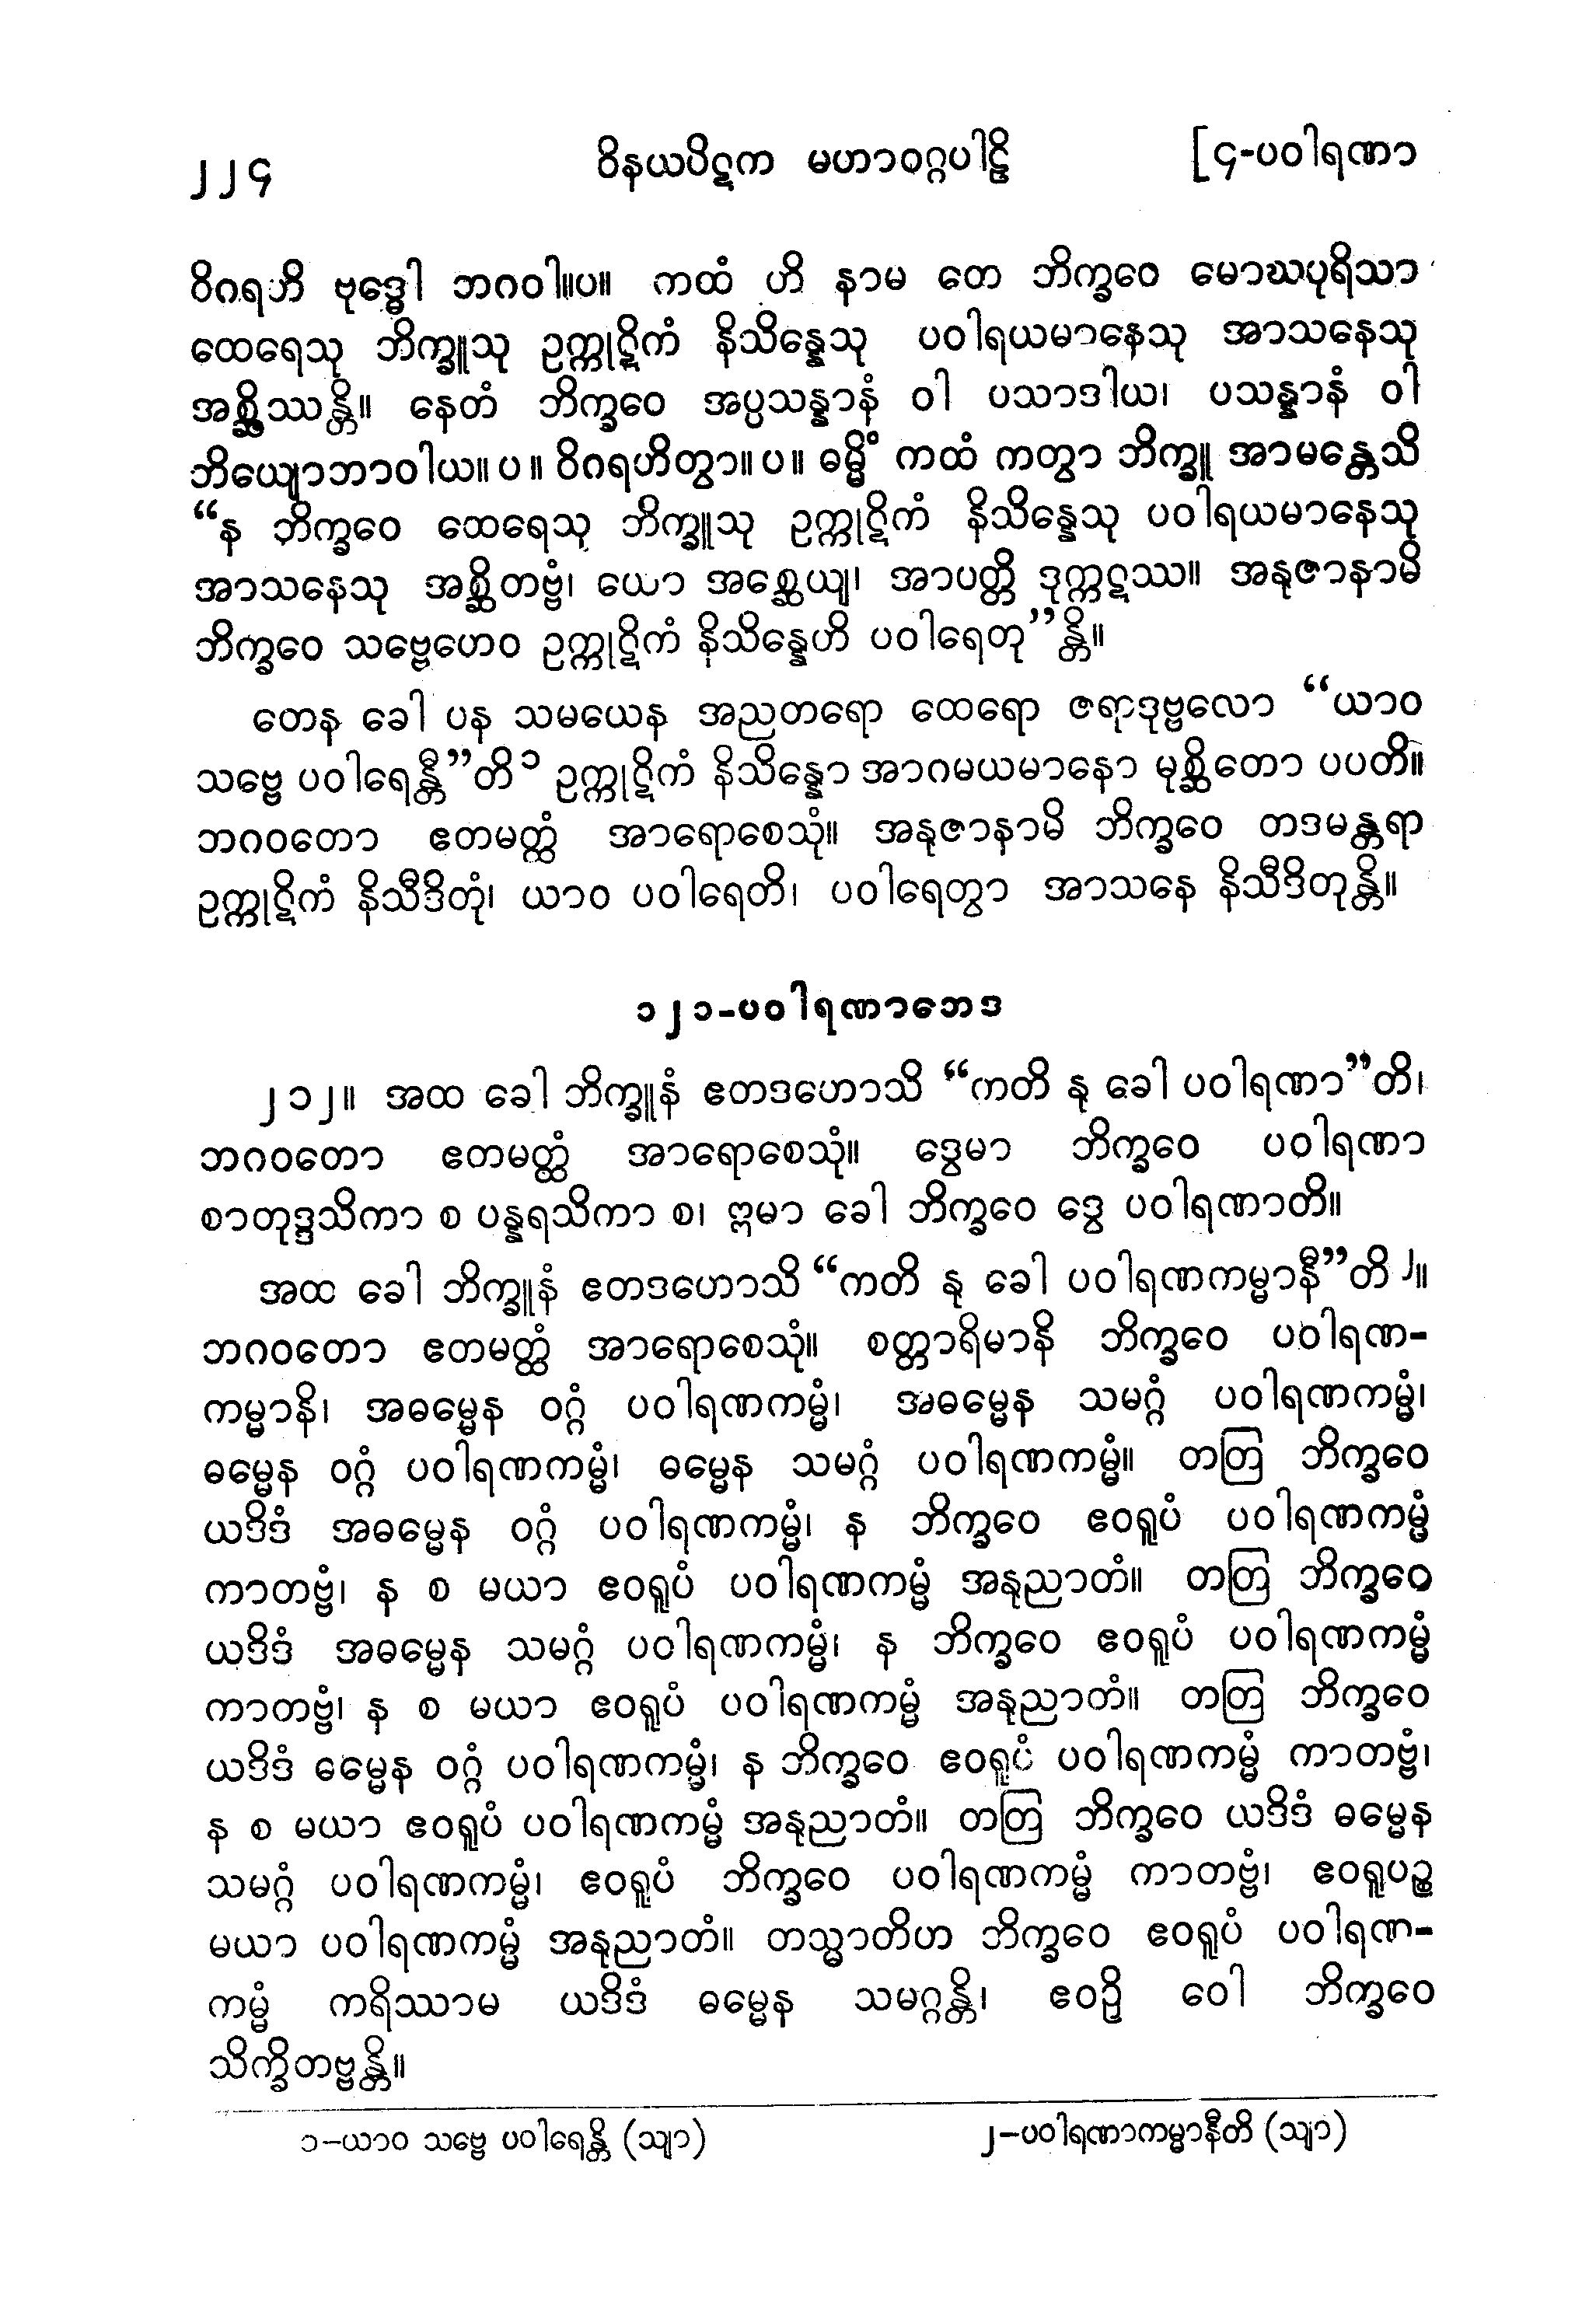 ၂၂၄ ဝိနယပိဋက မဟာဝဂ္ဂပါဠိ [၄-ပဝါရဏာ
ဝိဂရဟိ ဗုဒ္ဓေါ ဘဂဝါ။ပ။ ကထံ ဟိ နာမ တေ ဘိက္ခဝေ မောဃပုရိသာ
ထေရေသု ဘိက္ခူသု ဥက္ကုဋိကံ နိသိန္နေသု ပဝါရယမာနေသု အာသနေသု
အစ္ဆိဿန္တိ။ နေတံ ဘိက္ခဝေ အပ္ပသန္နာနံ ဝါ ပသာဒါယ၊ ပသန္နာနံ ဝါ
ဘိယျောဘာဝါယ။ပ။ ဝိဂရဟိတွာ။ပ။ ဓမ္မိံ ကထံ ကတွာ ဘိက္ခူ အာမန္တေသိ
“န ဘိက္ခဝေ ထေရေသု ဘိက္ခူသု ဥက္ကုဋိကံ နိသိန္နေသု ပဝါရယမာနေသု
အာသနေသု အစ္ဆိတဗ္ဗံ၊ ယော အစ္ဆေယျ၊ အာပတ္တိ ဒုက္ကဋဿ။ အနုဇာနာမိ
ဘိက္ခဝေ သဗ္ဗေဟေဝ ဥက္ကုဋိကံ နိသိန္နေဟိ ပဝါရေတု”န္တိ။
တေန ခေါ ပန သမယေန အညတရော ထေရော ဇရာဒုဗ္ဗလော “ယာဝ
သဗ္ဗေ ပဝါရေန္တီ”တိ၁ ဥက္ကုဋိကံ နိသိန္နော အာဂမယမာနော မုစ္ဆိတော ပပတိ။
ဘဂဝတော ဧတမတ္ထံ အာရောစေသုံ။ အနုဇာနာမိ ဘိက္ခဝေ တဒမန္တရာ
ဥက္ကုဋိကံ နိသီဒိတုံ၊ ယာဝ ပဝါရေတိ၊ ပဝါရေတွာ အာသနေ နိသီဒိတုန္တိ။
၁၂၁-ပဝါရဏာဘေဒ
၂၁၂။ အထ ခေါ ဘိက္ခူနံ ဧတဒဟောသိ “ကတိ နု ခေါ ပဝါရဏာ”တိ၊
ဘဂဝတော ဧတမတ္ထံ အာရောစေသုံ။ ဒွေမာ ဘိက္ခဝေ ပဝါရဏာ
စာတုဒ္ဒသိကာ စ ပန္နရသိကာ စ၊ ဣမာ ခေါ ဘိက္ခဝေ ဒွေ ပဝါရဏာတိ။
အထ ခေါ ဘိက္ခူနံ ဧတဒဟောသိ “ကတိ နု ခေါ ပဝါရဏကမ္မာနီ”တိ၂။
ဘဂဝတော ဧတမတ္ထံ အာရောစေသုံ။ စတ္တာရိမာနိ ဘိက္ခဝေ ပဝါရဏ-
ကမ္မာနိ၊ အဓမ္မေန ဝဂ္ဂံ ပဝါရဏကမ္မံ၊ အဓမ္မေန သမဂ္ဂံ ပဝါရဏကမ္မံ၊
ဓမ္မေန ဝဂ္ဂံ ပဝါရဏကမ္မံ၊ ဓမ္မေန သမဂ္ဂံ ပဝါရဏကမ္မံ။ တတြ ဘိက္ခဝေ
ယဒိဒံ အဓမ္မေန ဝဂ္ဂံ ပဝါရဏကမ္မံ၊ န ဘိက္ခဝေ ဧဝရူပံ ပဝါရဏကမ္မံ
ကာတဗ္ဗံ၊ န စ မယာ ဧဝရူပံ ပဝါရဏကမ္မံ အနုညာတံ။ တတြ ဘိက္ခဝေ
ယဒိဒံ အဓမ္မေန သမဂ္ဂံ ပဝါရဏကမ္မံ၊ န ဘိက္ခဝေ ဧဝရူပံ ပဝါရဏကမ္မံ
ကာတဗ္ဗံ၊ န စ မယာ ဧဝရူပံ ပဝါရဏကမ္မံ အနုညာတံ။ တတြ ဘိက္ခဝေ
ယဒိဒံ ဓမ္မေန ဝဂ္ဂံ ပဝါရဏကမ္မံ၊ န ဘိက္ခဝေ ဧဝရူပံ ပဝါရဏကမ္မံ ကာတဗ္ဗံ၊
န စ မယာ ဧဝရူပံ ပဝါရဏကမ္မံ အနုညာတံ။ တတြ ဘိက္ခဝေ ယဒိဒံ ဓမ္မေန
သမဂ္ဂံ ပဝါရဏကမ္မံ၊ ဧဝရူပံ ဘိက္ခဝေ ပဝါရဏကမ္မံ ကာတဗ္ဗံ၊ ဧဝရူပဉ္စ
မယာ ပဝါရဏကမ္မံ အနုညာတံ။ တသ္မာတိဟ ဘိက္ခဝေ ဧဝရူပံ ပဝါရဏ-
ကမ္မံ ကရိဿာမ ယဒိဒံ ဓမ္မေန သမဂ္ဂန္တိ၊ ဧဝဉှိ ဝေါ ဘိက္ခဝေ
သိက္ခိတဗ္ဗန္တိ။
၁-ယာဝ သဗ္ဗေ ပဝါရေန္တိ (သျာ) ၂-ပဝါရဏာကမ္မာနီတိ (သျာ)